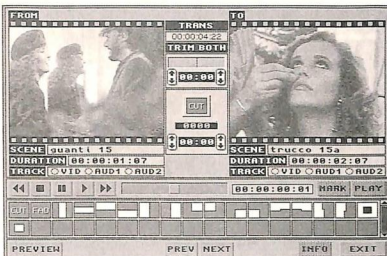 FROM
TRANS
TO
00:00:04:22
TRIM BOTH
00:00
CUT
0000
00:00
SCENE guanti 15
SCENE trucco 15a
DURATION 00:00:01:07
DURATION 00:00:02:07
TRACK VID AUD1 AUD2
TRACK VID AUD1 AUD2
00:00:00:01 MARK PLAY
CUT FAD
PREVIEW PREV NEXT INFO EXIT